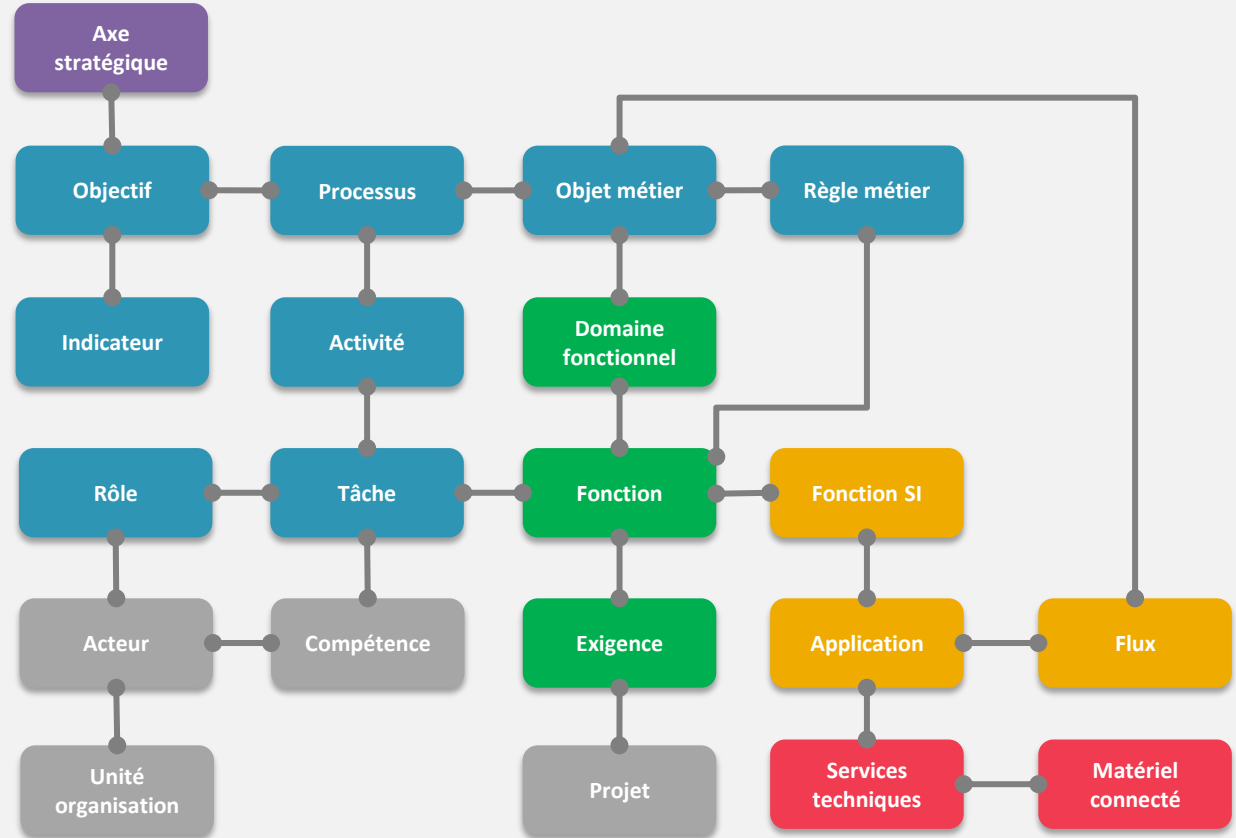 Axe
stratégique
Objectif
Processus
Objet métier
Règle métier
Indicateur
Activité
Domaine
fonctionnel
Rôle
Tâche
Fonction
Fonction SI
Acteur
Compétence
Exigence
Application
Flux
Unité
organisation
Projet
Services
techniques
Matériel
connecté